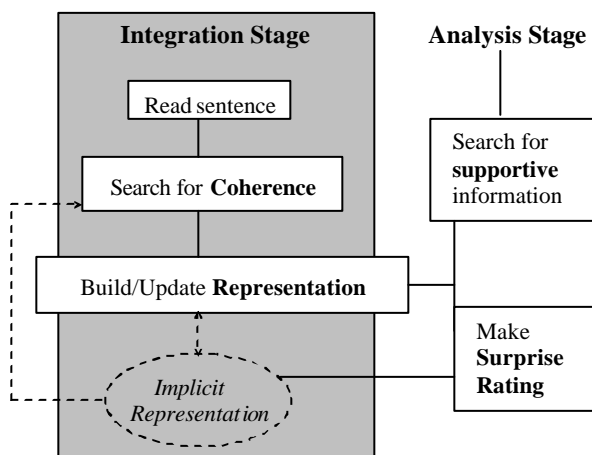 Integration Stage
Read sentence
Search for Coherence
Build/Update Representation
Implicit
Representation
Analysis Stage
Search for
supportive
information
Make
Surprise
Rating